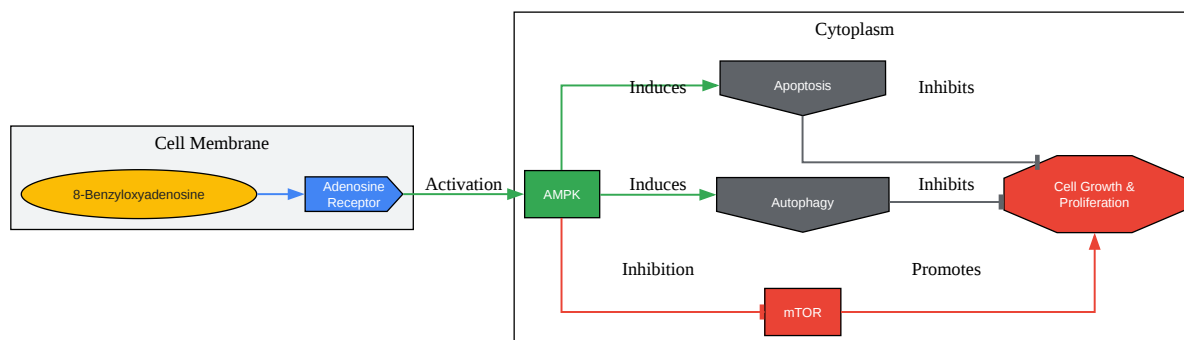 Cytoplasm
Induces
Apoptosis
Inhibits
Cell Membrane
8-Benzyloxyadenosine
Adenosine
Receptor
Activation
AMPK
Induces
Autophagy
Inhibits
Cell Growth &
Proliferation
Inhibition
Promotes
mTOR